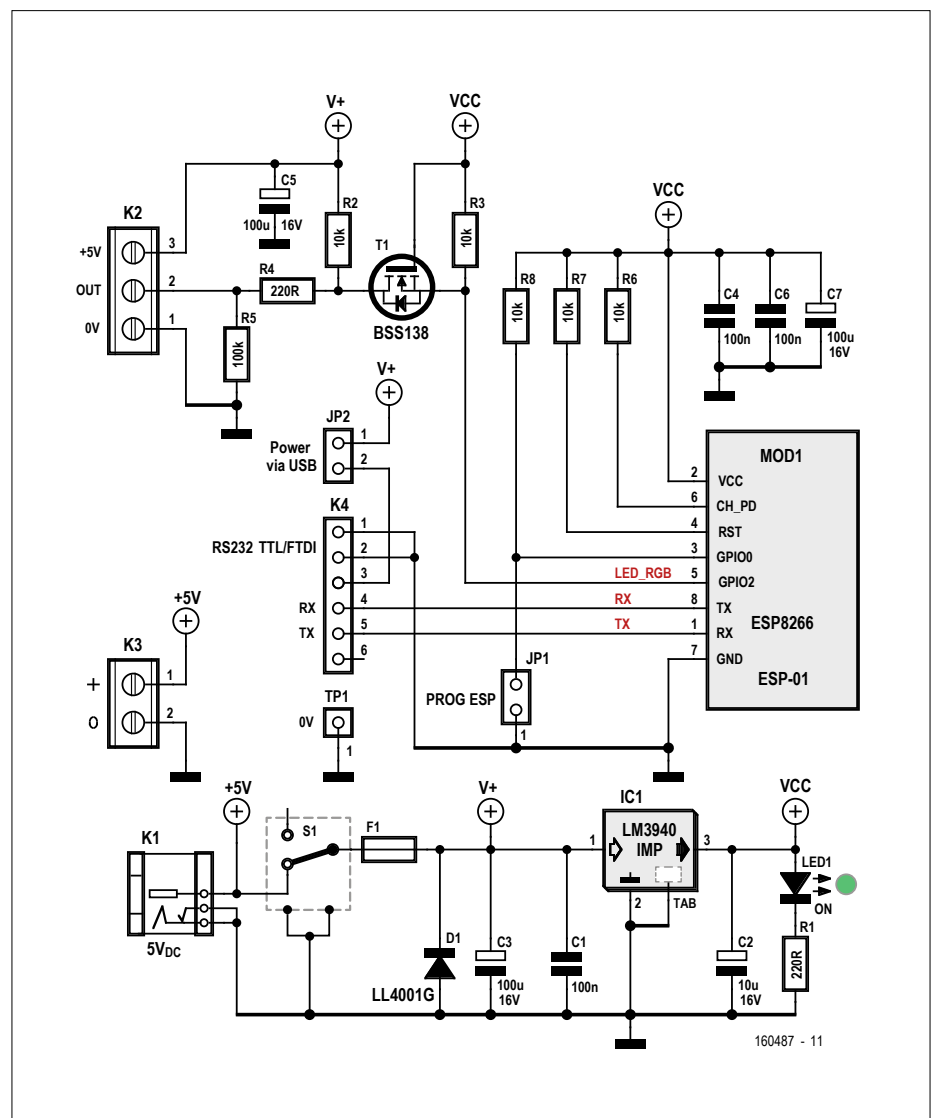 V+
VCC
C5
100u 16V
R2
10k
R3
10k
T1
BSS138
K2
+5V
3
OUT
2
0V
1
R4
220R
R5
100k
VCC
R8
10k
R7
10k
R6
10k
C4
100n
C6
100n
C7
100u
16V
V+
JP2
Power
via USB
1
2
K4
RS232 TTL/FTDI
1
2
3
RX
4
TX
5
6
LED_RGB
RX
TX
MOD1
2
VCC
6
CH_PD
4
RST
3
GPIO0
5
GPIO2
8
TX
1
RX
7
GND
ESP8266
ESP-01
+5V
K3
+
1
O
2
TP1
0V
1
JP1
PROG ESP
1
+5V
K1
5VDC
S1
F1
V+
D1
LL4001G
C3
100u
16V
C1
100n
IC1
LM3940
IMP
1
3
2
TAB
VCC
LED1
ON
R1
220R
C2
10u
16V
160487 - 11